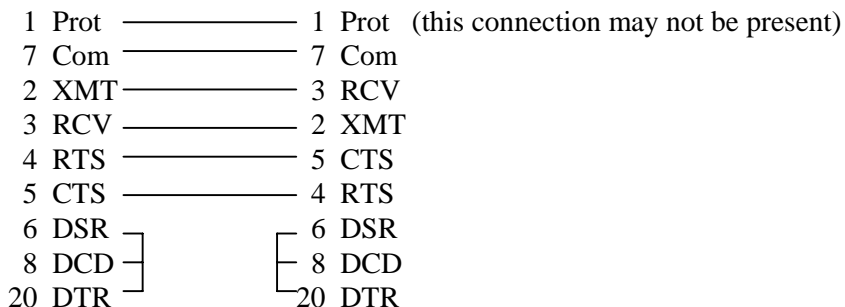 1 Prot 1 Prot (this connection may not be present)
7 Com 7 Com
2 XMT 3 RCV
3 RCV 2 XMT
4 RTS 5 CTS
5 CTS 4 RTS
6 DSR 6 DSR
8 DCD 8 DCD
20 DTR 20 DTR